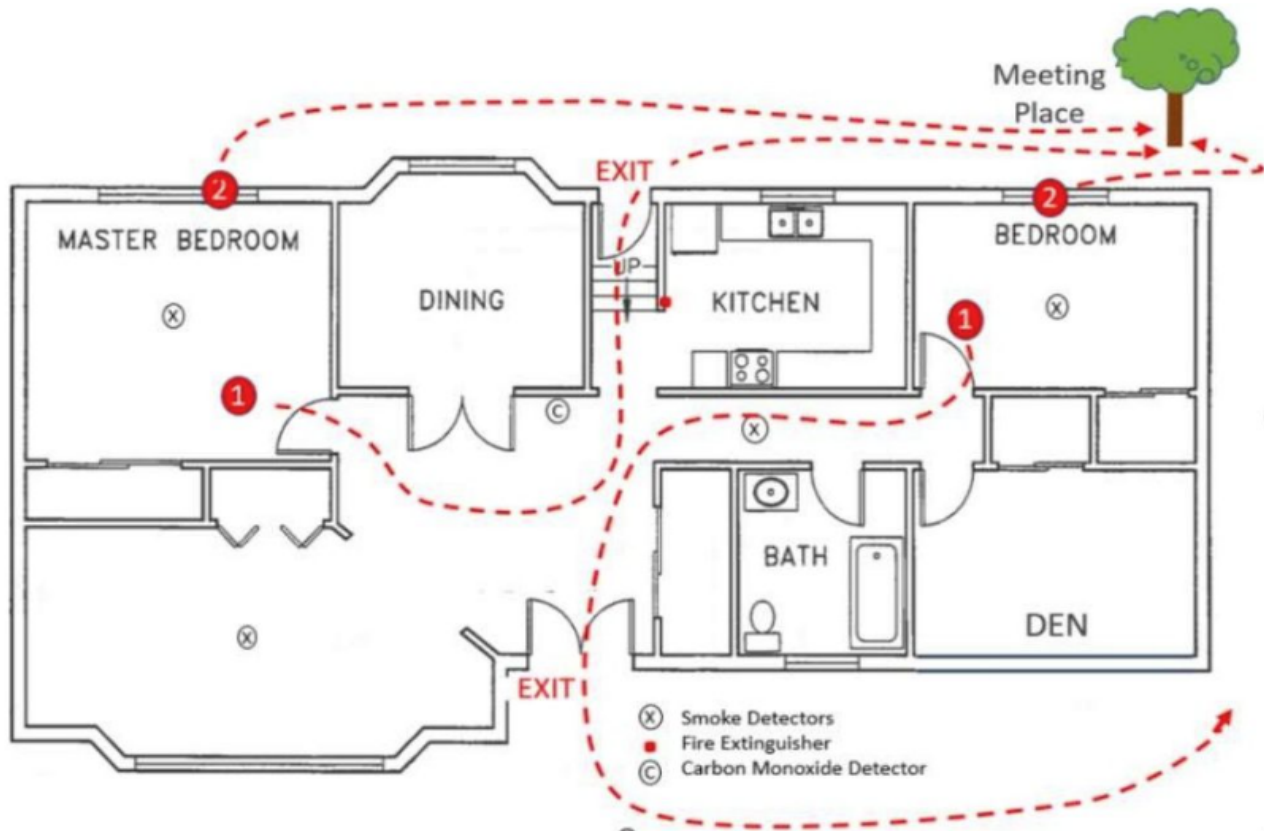 Meeting
Place
EXIT
2
2
MASTER BEDROOM
BEDROOM
UP
DINING
KITCHEN
X
X
1
1
C
X
BATH
X
DEN
EXIT
X Smoke Detectors
Fire Extinguisher
C Carbon Monoxide Detector